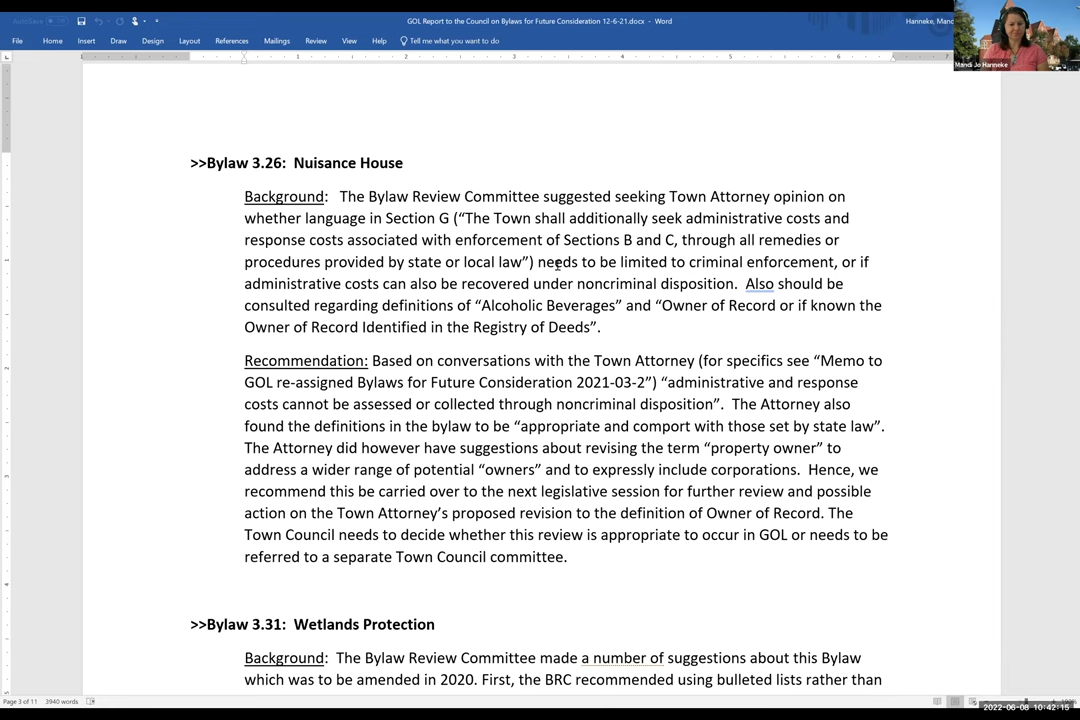 AutoSave
GOL Report to the Council on Bylaws for Future Consideration 12-6-21.docx - Word
Hanneke, Mand
File Home Insert Draw Design Layout References Mailings Review View Help Tell me what you want to do
Mandi Jo Hanneke
>>Bylaw 3.26: Nuisance House
Background: The Bylaw Review Committee suggested seeking Town Attorney opinion on
whether language in Section G (“The Town shall additionally seek administrative costs and
response costs associated with enforcement of Sections B and C, through all remedies or
procedures provided by state or local law”) needs to be limited to criminal enforcement, or if
administrative costs can also be recovered under noncriminal disposition. Also should be
consulted regarding definitions of “Alcoholic Beverages” and “Owner of Record or if known the
Owner of Record Identified in the Registry of Deeds”.
Recommendation: Based on conversations with the Town Attorney (for specifics see “Memo to
GOL re-assigned Bylaws for Future Consideration 2021-03-2”) “administrative and response
costs cannot be assessed or collected through noncriminal disposition”. The Attorney also
found the definitions in the bylaw to be “appropriate and comport with those set by state law”.
The Attorney did however have suggestions about revising the term “property owner” to
address a wider range of potential “owners” and to expressly include corporations. Hence, we
recommend this be carried over to the next legislative session for further review and possible
action on the Town Attorney’s proposed revision to the definition of Owner of Record. The
Town Council needs to decide whether this review is appropriate to occur in GOL or needs to be
referred to a separate Town Council committee.
>>Bylaw 3.31: Wetlands Protection
Background: The Bylaw Review Committee made a number of suggestions about this Bylaw
which was to be amended in 2020. First, the BRC recommended using bulleted lists rather than
Page 3 of 11 3940 words
2022-06-08 10:42:15